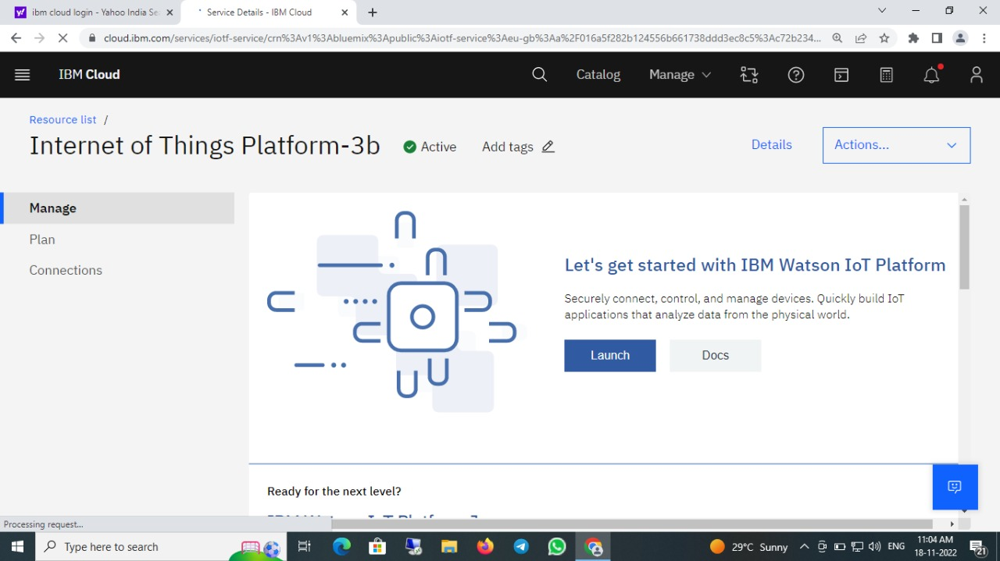 ibm cloud login - Yahoo India Se
Service Details - IBM Cloud
cloud.ibm.com/services/iotf-service/crn%3Av1%3Abluemix%3Apublic%3Aiotf-service%3Aeu-gb%3Aa%2F016a5f282b124556b661738ddd3ec8c5%3Ac72b234...
IBM Cloud
Catalog
Manage
Resource list /
Internet of Things Platform-3b
Active
Add tags
Details
Actions...
Manage
Plan
Connections
Let's get started with IBM Watson IoT Platform
Securely connect, control, and manage devices. Quickly build IoT
applications that analyze data from the physical world.
Launch
Docs
Ready for the next level?
Processing request...
Type here to search
29°C Sunny
ENG
11:04 AM
18-11-2022
21